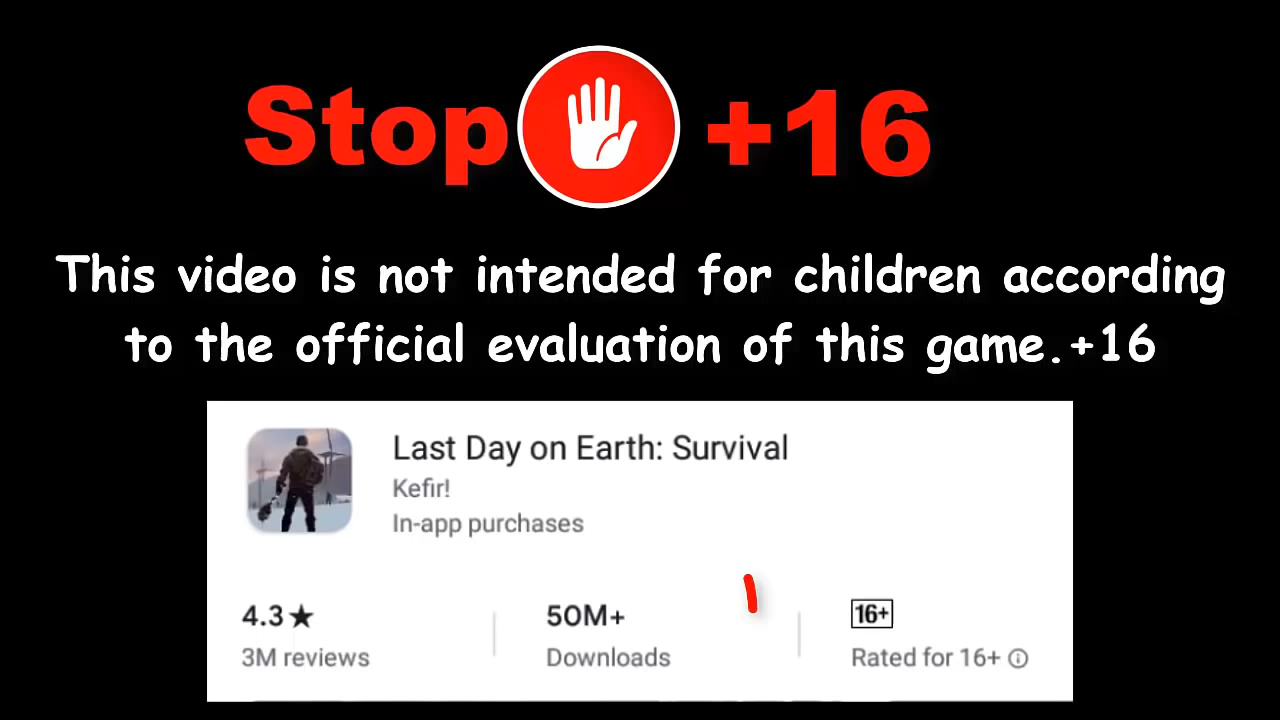 Stop +16
This video is not intended for children according
to the official evaluation of this game.+16
Last Day on Earth: Survival
Kefir!
In-app purchases
4.3★ 50M+ 16+
3M reviews Downloads Rated for 16+